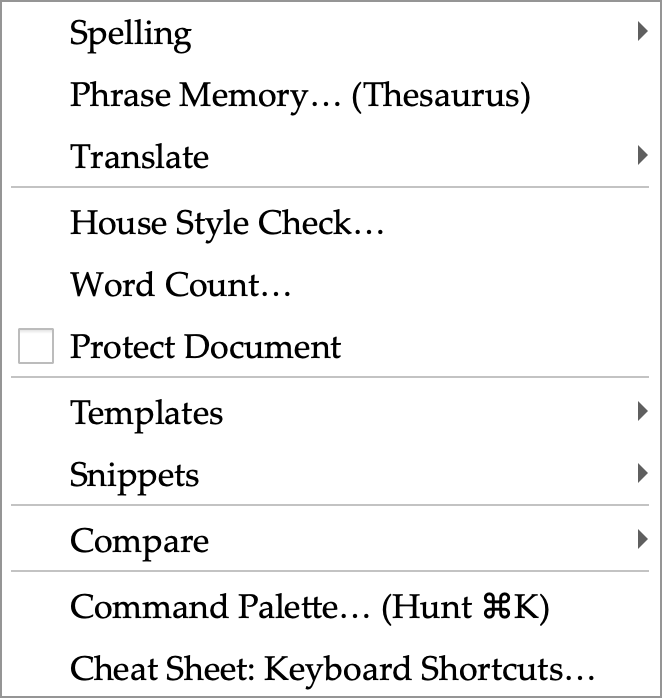 Spelling
Phrase Memory… (Thesaurus)
Translate
House Style Check…
Word Count…
Protect Document
Templates
Snippets
Compare
Command Palette… (Hunt ⌘K)
Cheat Sheet: Keyboard Shortcuts…